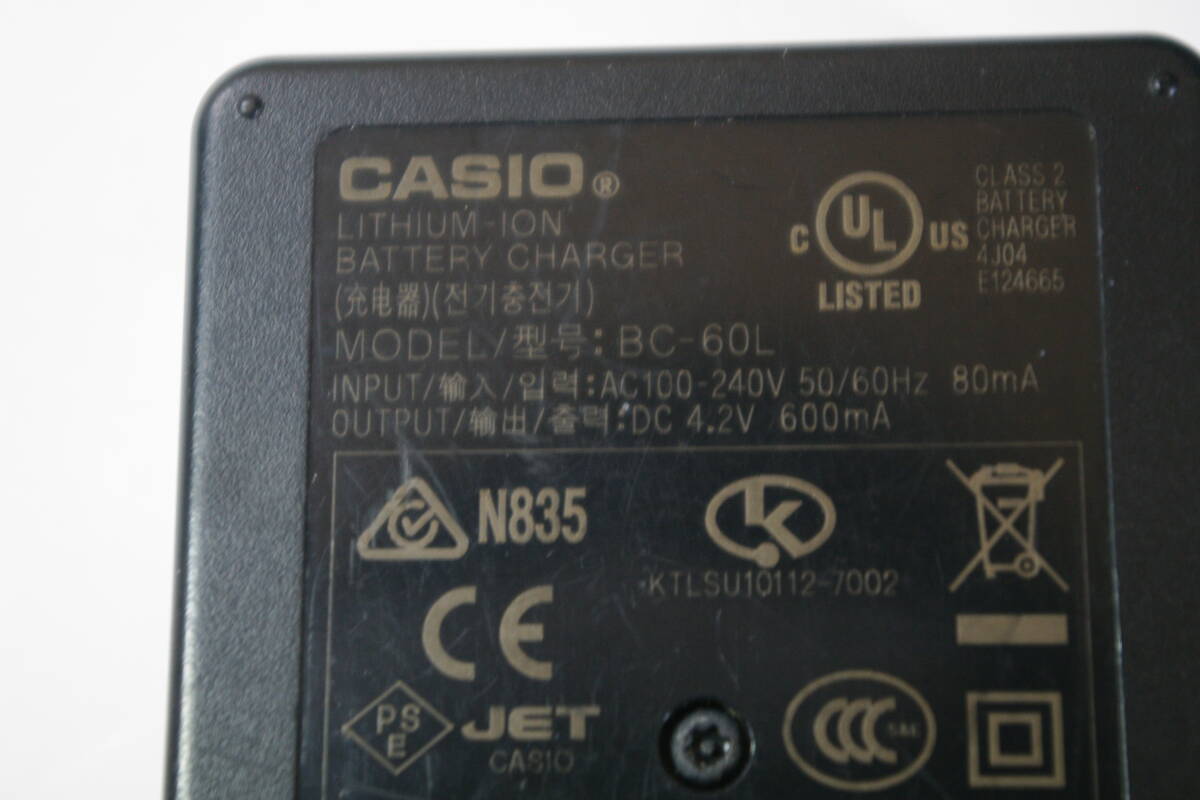 CASIO®
LITHIUM-ION
BATTERY CHARGER
(充电器)(전기충전기)
MODEL/型号: BC-60L
INPUT/输入/입력:AC100-240V 50/60Hz 80mA
OUTPUT/输出/출력:DC 4.2V 600mA
C UL US
LISTED
CLASS 2
BATTERY
CHARGER
4J04
E124665
N835
KTLSU10112-7002
CE
PS
E
JET
CASIO
CCC
S&E